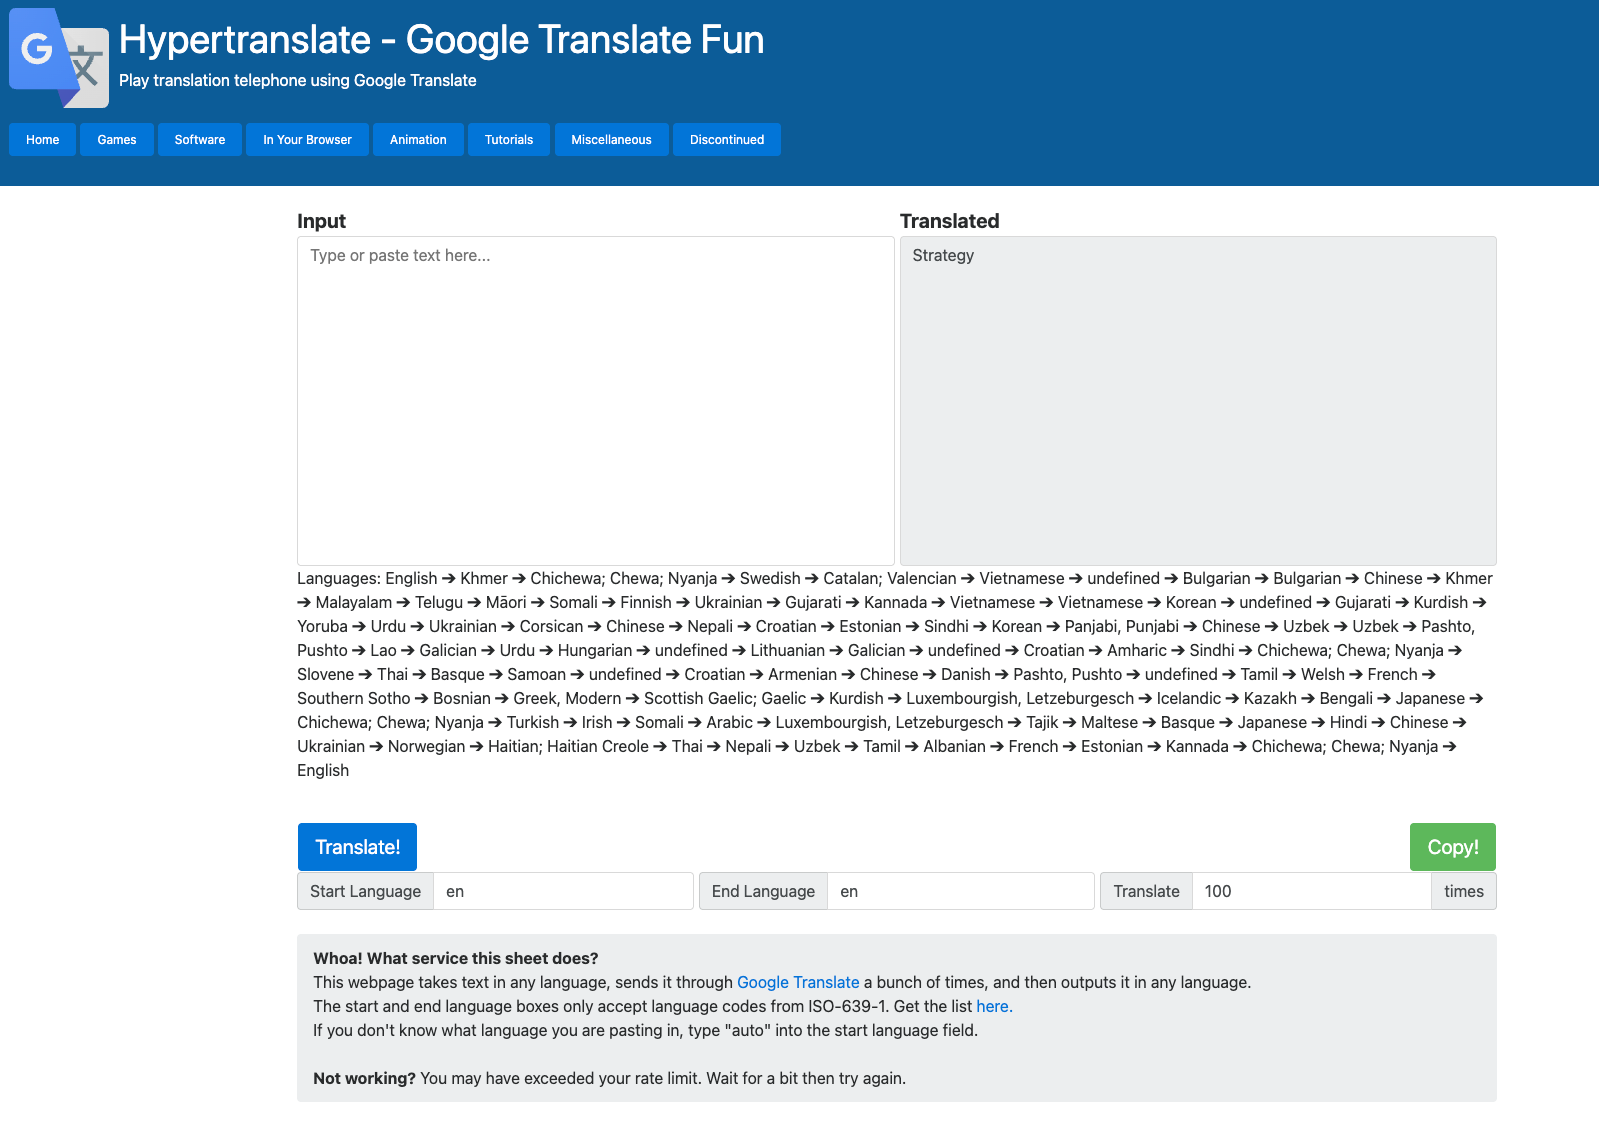 G 文
Hypertranslate - Google Translate Fun
Play translation telephone using Google Translate
Home Games Software In Your Browser Animation Tutorials Miscellaneous Discontinued
Input Translated
Type or paste text here... Strategy
Languages: English ➔ Khmer ➔ Chichewa; Chewa; Nyanja ➔ Swedish ➔ Catalan; Valencian ➔ Vietnamese ➔ undefined ➔ Bulgarian ➔ Bulgarian ➔ Chinese ➔ Khmer
➔ Malayalam ➔ Telugu ➔ Māori ➔ Somali ➔ Finnish ➔ Ukrainian ➔ Gujarati ➔ Kannada ➔ Vietnamese ➔ Vietnamese ➔ Korean ➔ undefined ➔ Gujarati ➔ Kurdish ➔
Yoruba ➔ Urdu ➔ Ukrainian ➔ Corsican ➔ Chinese ➔ Nepali ➔ Croatian ➔ Estonian ➔ Sindhi ➔ Korean ➔ Panjabi, Punjabi ➔ Chinese ➔ Uzbek ➔ Uzbek ➔ Pashto,
Pushto ➔ Lao ➔ Galician ➔ Urdu ➔ Hungarian ➔ undefined ➔ Lithuanian ➔ Galician ➔ undefined ➔ Croatian ➔ Amharic ➔ Sindhi ➔ Chichewa; Chewa; Nyanja ➔
Slovene ➔ Thai ➔ Basque ➔ Samoan ➔ undefined ➔ Croatian ➔ Armenian ➔ Chinese ➔ Danish ➔ Pashto, Pushto ➔ undefined ➔ Tamil ➔ Welsh ➔ French ➔
Southern Sotho ➔ Bosnian ➔ Greek, Modern ➔ Scottish Gaelic; Gaelic ➔ Kurdish ➔ Luxembourgish, Letzeburgesch ➔ Icelandic ➔ Kazakh ➔ Bengali ➔ Japanese ➔
Chichewa; Chewa; Nyanja ➔ Turkish ➔ Irish ➔ Somali ➔ Arabic ➔ Luxembourgish, Letzeburgesch ➔ Tajik ➔ Maltese ➔ Basque ➔ Japanese ➔ Hindi ➔ Chinese ➔
Ukrainian ➔ Norwegian ➔ Haitian; Haitian Creole ➔ Thai ➔ Nepali ➔ Uzbek ➔ Tamil ➔ Albanian ➔ French ➔ Estonian ➔ Kannada ➔ Chichewa; Chewa; Nyanja ➔
English
Translate! Copy!
Start Language en End Language en Translate 100 times
Whoa! What service this sheet does?
This webpage takes text in any language, sends it through Google Translate a bunch of times, and then outputs it in any language.
The start and end language boxes only accept language codes from ISO-639-1. Get the list here.
If you don't know what language you are pasting in, type "auto" into the start language field.
Not working? You may have exceeded your rate limit. Wait for a bit then try again.